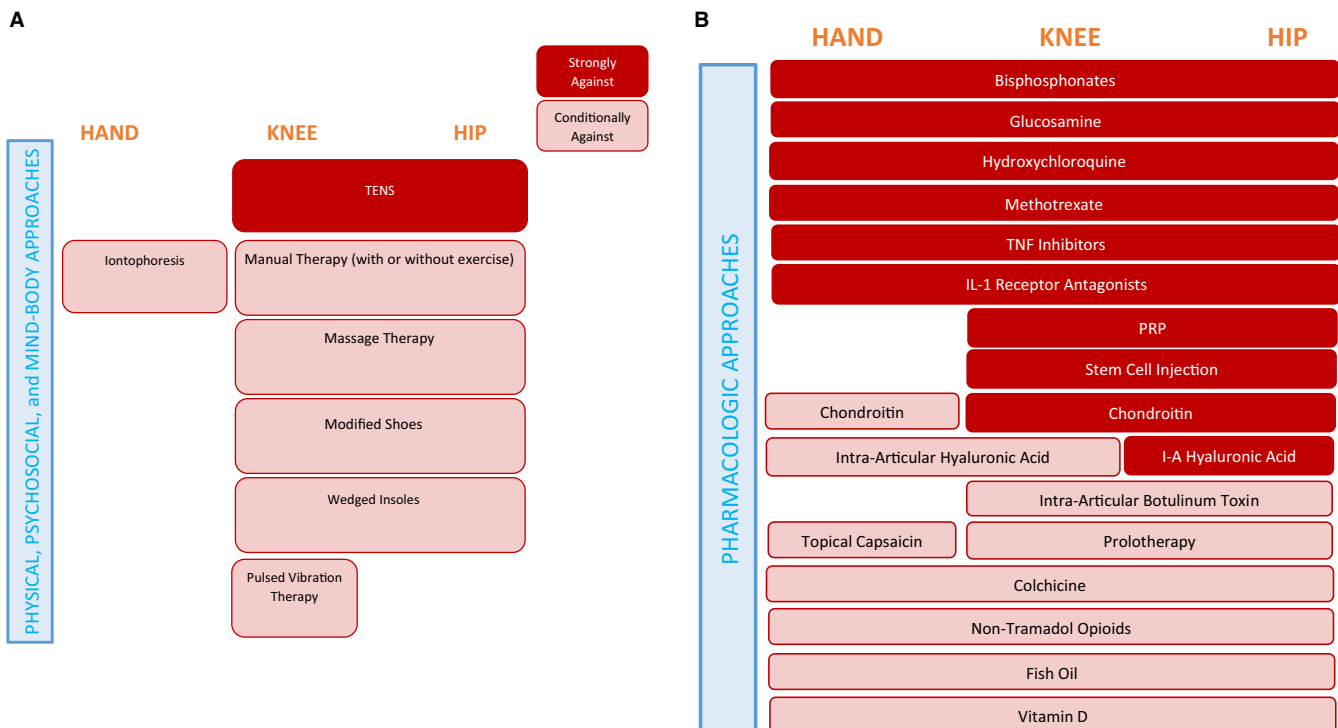 A
Strongly
Against
Conditionally
Against
HAND KNEE HIP
PHYSICAL, PSYCHOSOCIAL, and MIND-BODY APPROACHES
TENS
Iontophoresis
Manual Therapy (with or without exercise)
Massage Therapy
Modified Shoes
Wedged Insoles
Pulsed Vibration
Therapy
B
HAND KNEE HIP
PHARMACOLOGIC APPROACHES
Bisphosphonates
Glucosamine
Hydroxychloroquine
Methotrexate
TNF Inhibitors
IL-1 Receptor Antagonists
PRP
Stem Cell Injection
Chondroitin
Chondroitin
Intra-Articular Hyaluronic Acid
I-A Hyaluronic Acid
Intra-Articular Botulinum Toxin
Topical Capsaicin
Prolotherapy
Colchicine
Non-Tramadol Opioids
Fish Oil
Vitamin D